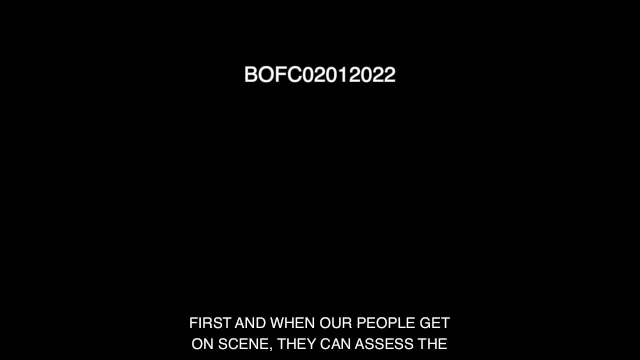 BOFC02012022
FIRST AND WHEN OUR PEOPLE GET
ON SCENE, THEY CAN ASSESS THE